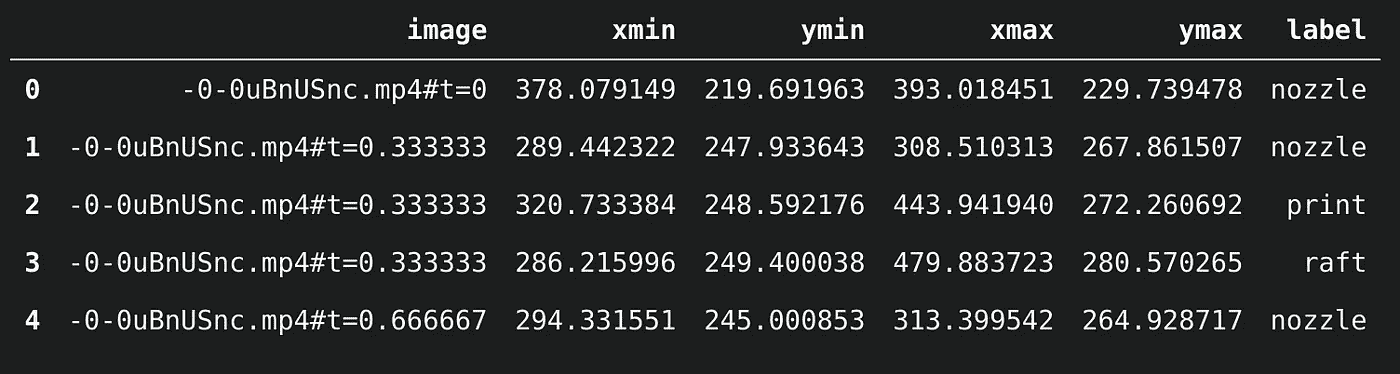 image xmin ymin xmax ymax label
0 -0-0uBnUSnc.mp4#t=0 378.079149 219.691963 393.018451 229.739478 nozzle
1 -0-0uBnUSnc.mp4#t=0.333333 289.442322 247.933643 308.510313 267.861507 nozzle
2 -0-0uBnUSnc.mp4#t=0.333333 320.733384 248.592176 443.941940 272.260692 print
3 -0-0uBnUSnc.mp4#t=0.333333 286.215996 249.400038 479.883723 280.570265 raft
4 -0-0uBnUSnc.mp4#t=0.666667 294.331551 245.000853 313.399542 264.928717 nozzle